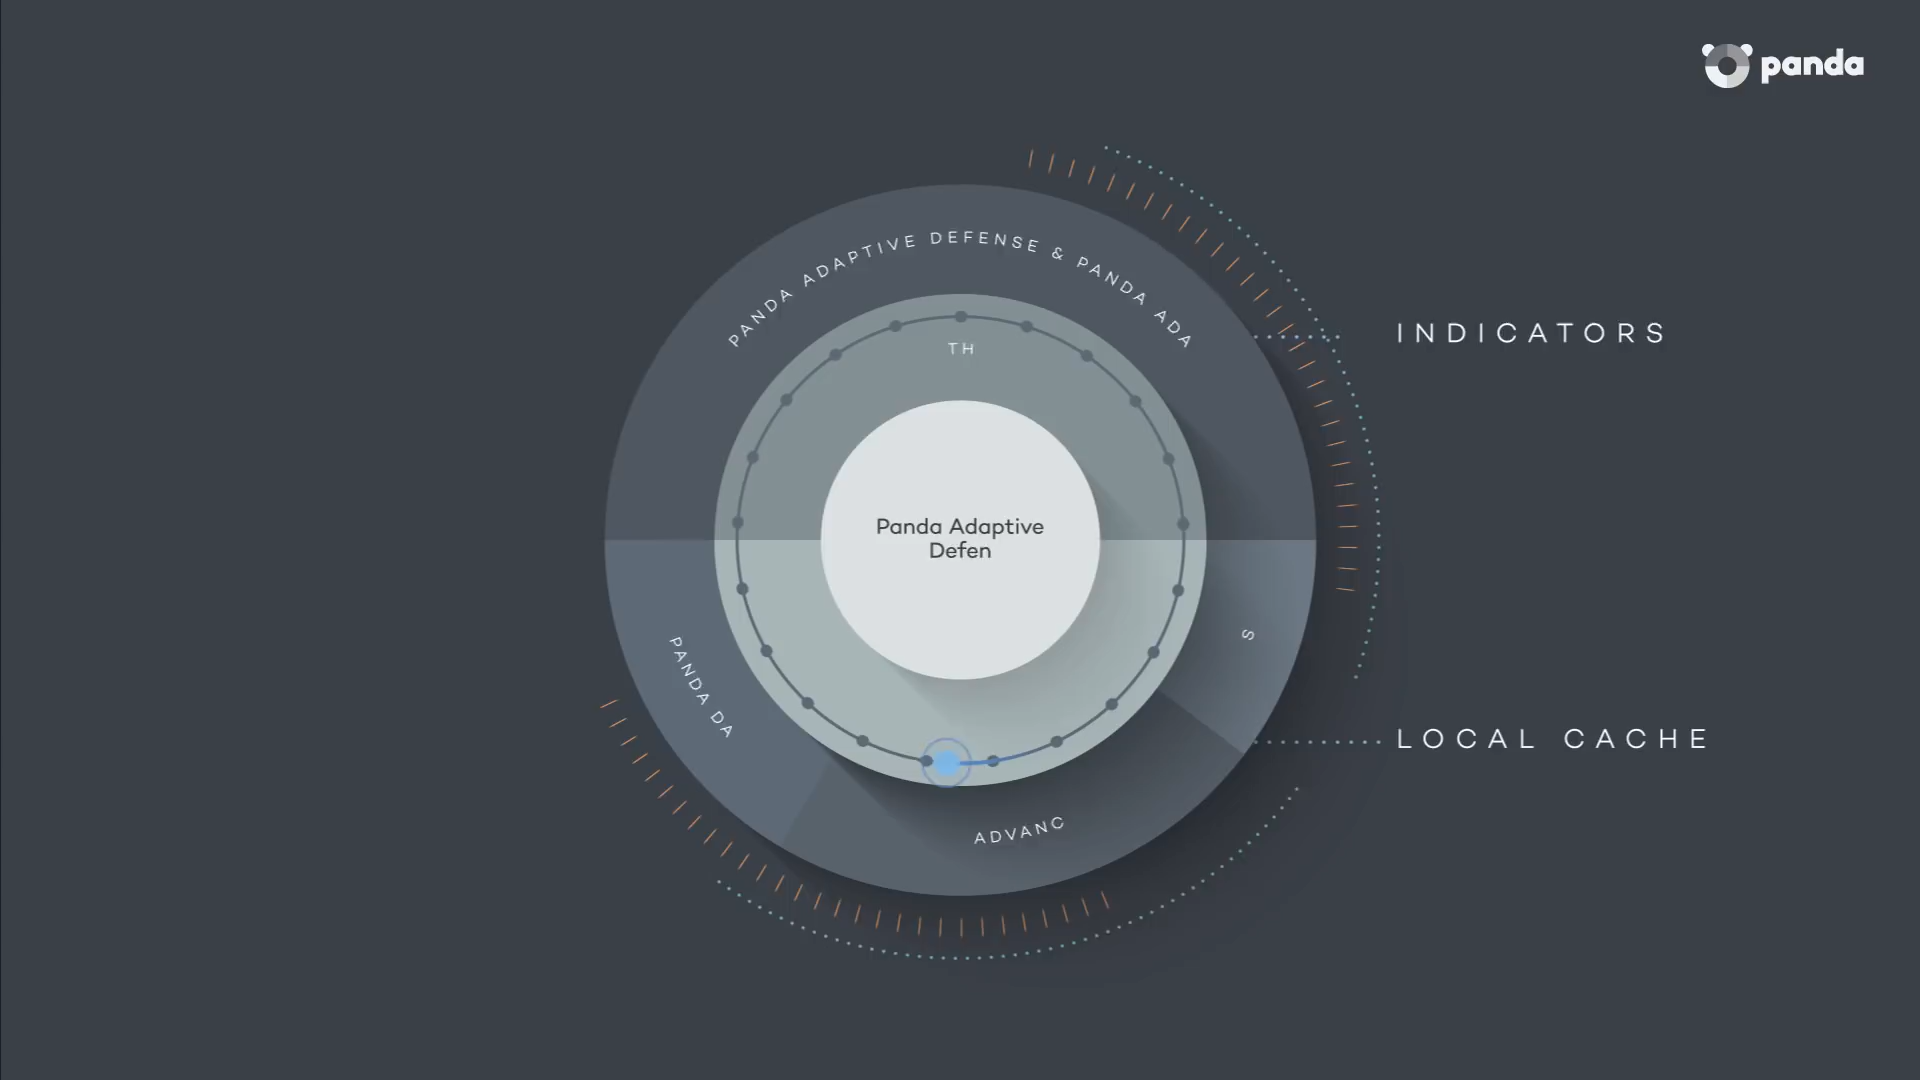 panda
PANDA ADAPTIVE DEFENSE & PANDA ADA
INDICATORS
TH
Panda Adaptive
Defen
S
PANDA DA
LOCAL CACHE
ADVANC